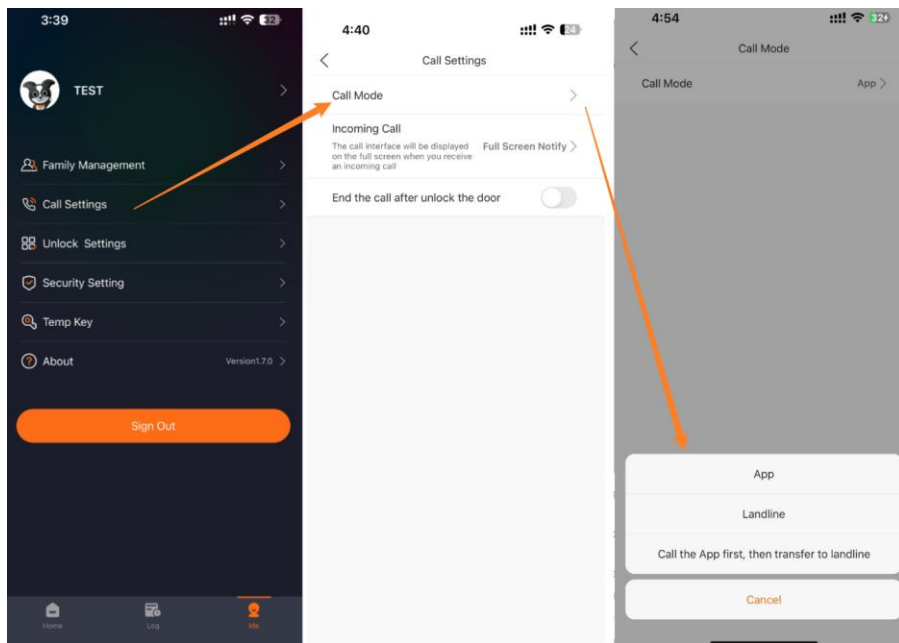 3:39
32
TEST
Family Management
Call Settings
Unlock Settings
Security Setting
Temp Key
About
Version1.7.0
Sign Out
Home
Log
Me
4:40
24
Call Settings
Call Mode
Incoming Call
The call interface will be displayed
on the full screen when you receive
an incoming call
Full Screen Notify
End the call after unlock the door
4:54
32
Call Mode
Call Mode
App
App
Landline
Call the App first, then transfer to landline
Cancel